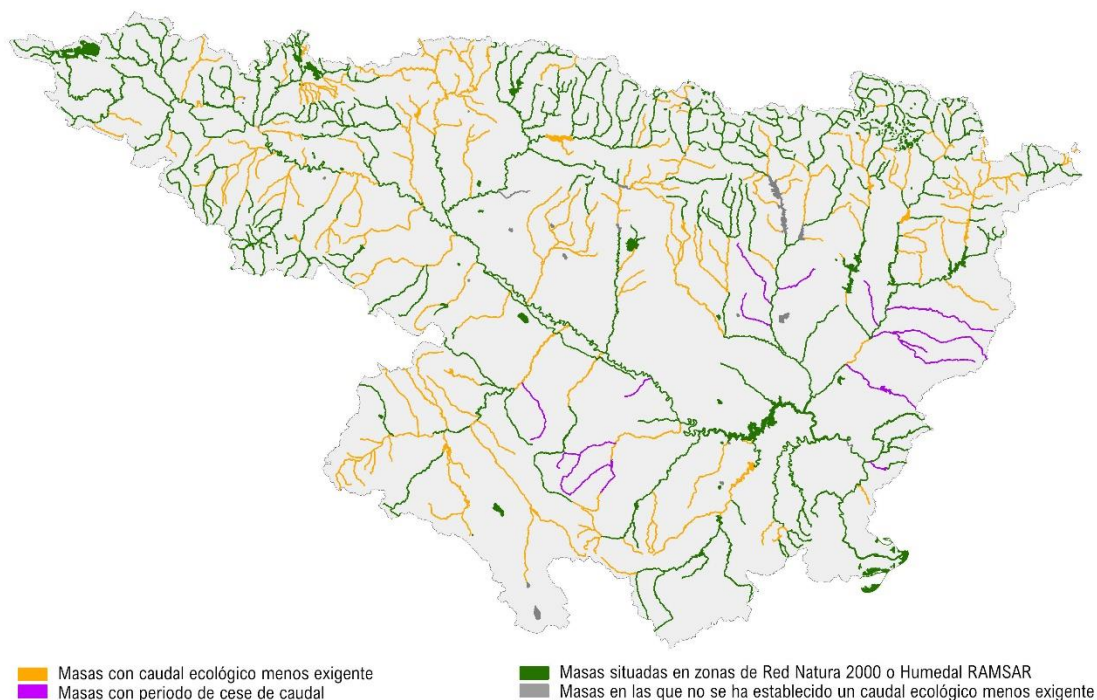 Masas con caudal ecológico menos exigente
Masas con periodo de cese de caudal
Masas situadas en zonas de Red Natura 2000 o Humedal RAMSAR
Masas en las que no se ha establecido un caudal ecológico menos exigente